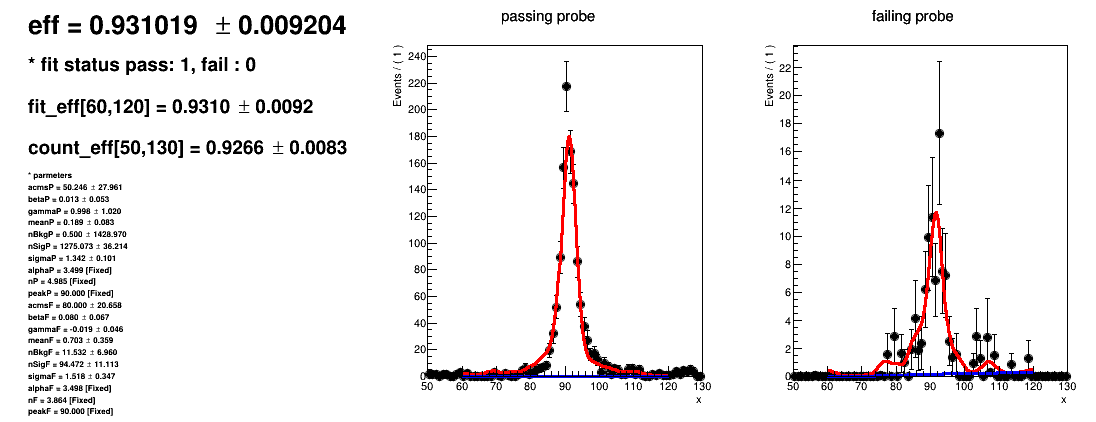 eff = 0.931019 ± 0.009204
* fit status pass: 1, fail : 0
fit_eff[60,120] = 0.9310 ± 0.0092
count_eff[50,130] = 0.9266 ± 0.0083
* parmeters
acmsP = 50.246 ± 27.961
betaP = 0.013 ± 0.053
gammaP = 0.998 ± 1.020
meanP = 0.189 ± 0.083
nBkgP = 0.500 ± 1428.970
nSigP = 1275.073 ± 36.214
sigmaP = 1.342 ± 0.101
alphaP = 3.499 [Fixed]
nP = 4.985 [Fixed]
peakP = 90.000 [Fixed]
acmsF = 80.000 ± 20.658
betaF = 0.080 ± 0.067
gammaF = -0.019 ± 0.046
meanF = 0.703 ± 0.359
nBkgF = 11.532 ± 6.960
nSigF = 94.472 ± 11.113
sigmaF = 1.518 ± 0.347
alphaF = 3.498 [Fixed]
nF = 3.864 [Fixed]
peakF = 90.000 [Fixed]
passing probe
Events / ( 1 )
240
220
200
180
160
140
120
100
80
60
40
20
0
50 60 70 80 90 100 110 120 130
x
failing probe
Events / ( 1 )
22
20
18
16
14
12
10
8
6
4
2
0
50 60 70 80 90 100 110 120 130
x